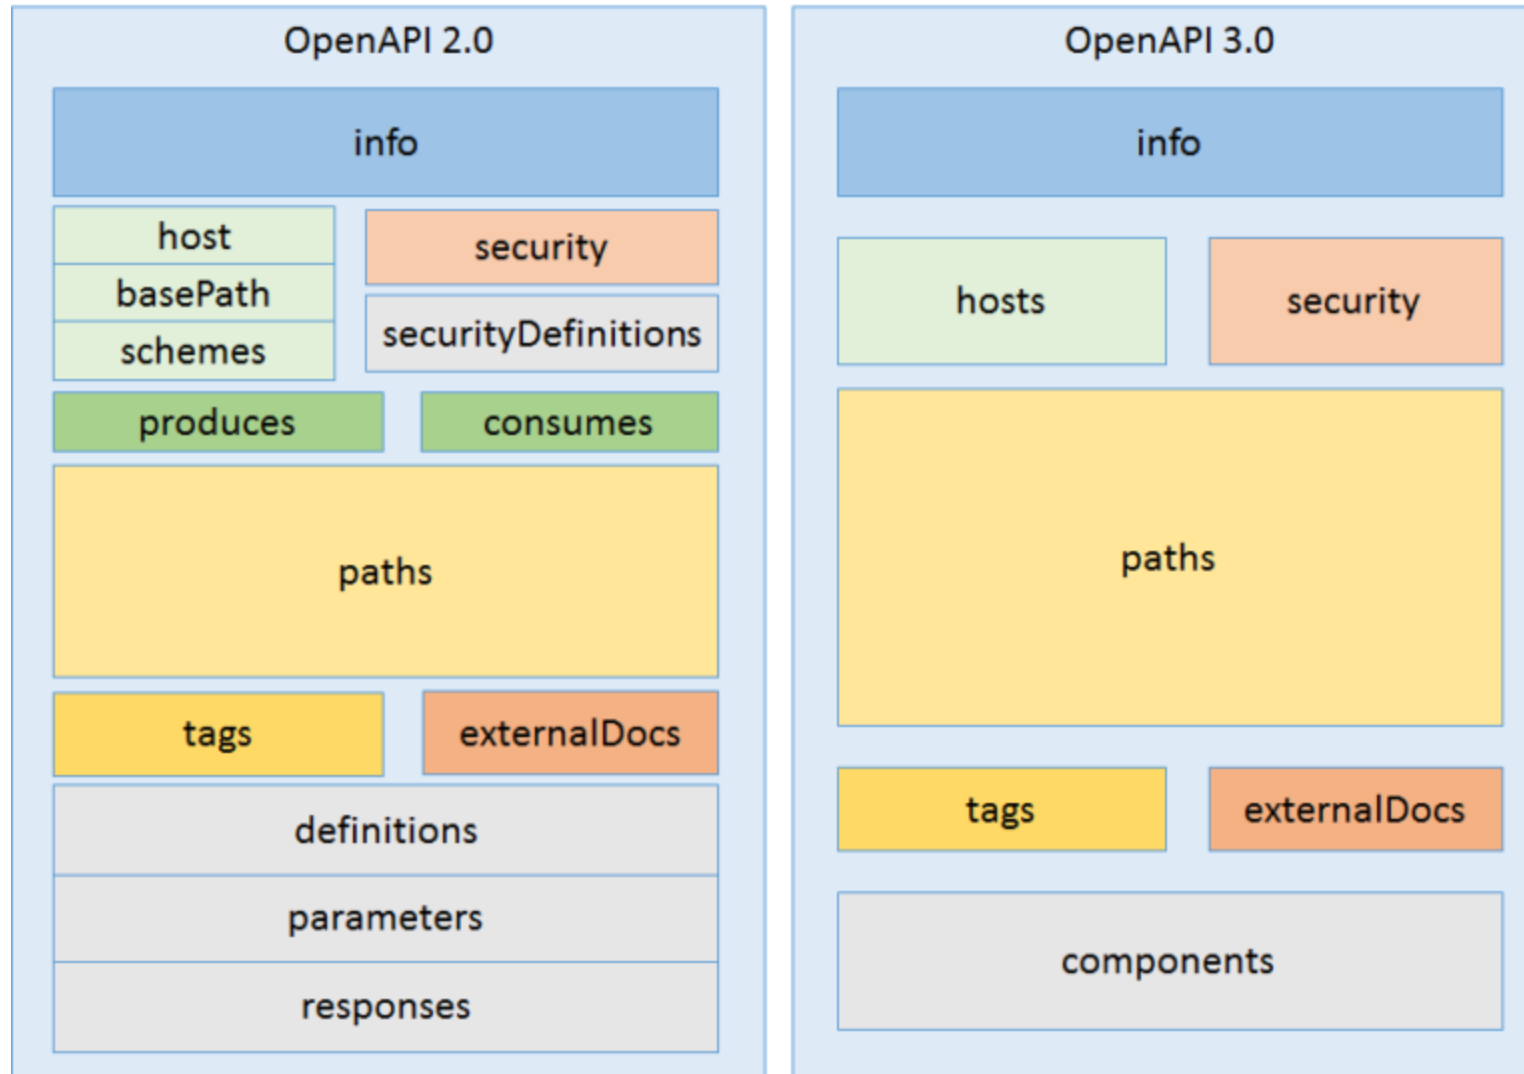 OpenAPI 2.0
info
host
basePath
schemes
security
securityDefinitions
produces
consumes
paths
tags
externalDocs
definitions
parameters
responses
OpenAPI 3.0
info
hosts
security
paths
tags
externalDocs
components